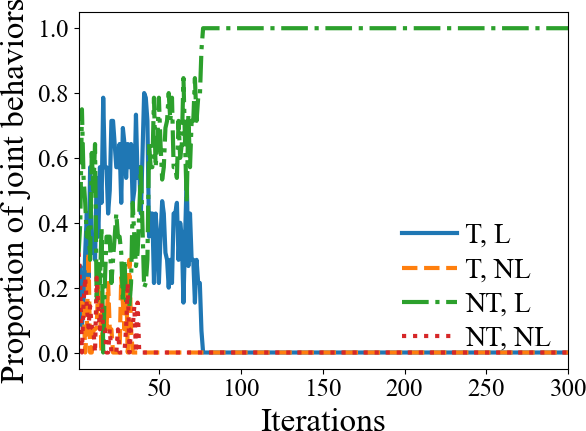 Proportion of joint behaviors
1.0
0.8
0.6
0.4
0.2
0.0
T, L
T, NL
NT, L
NT, NL
50 100 150 200 250 300
Iterations